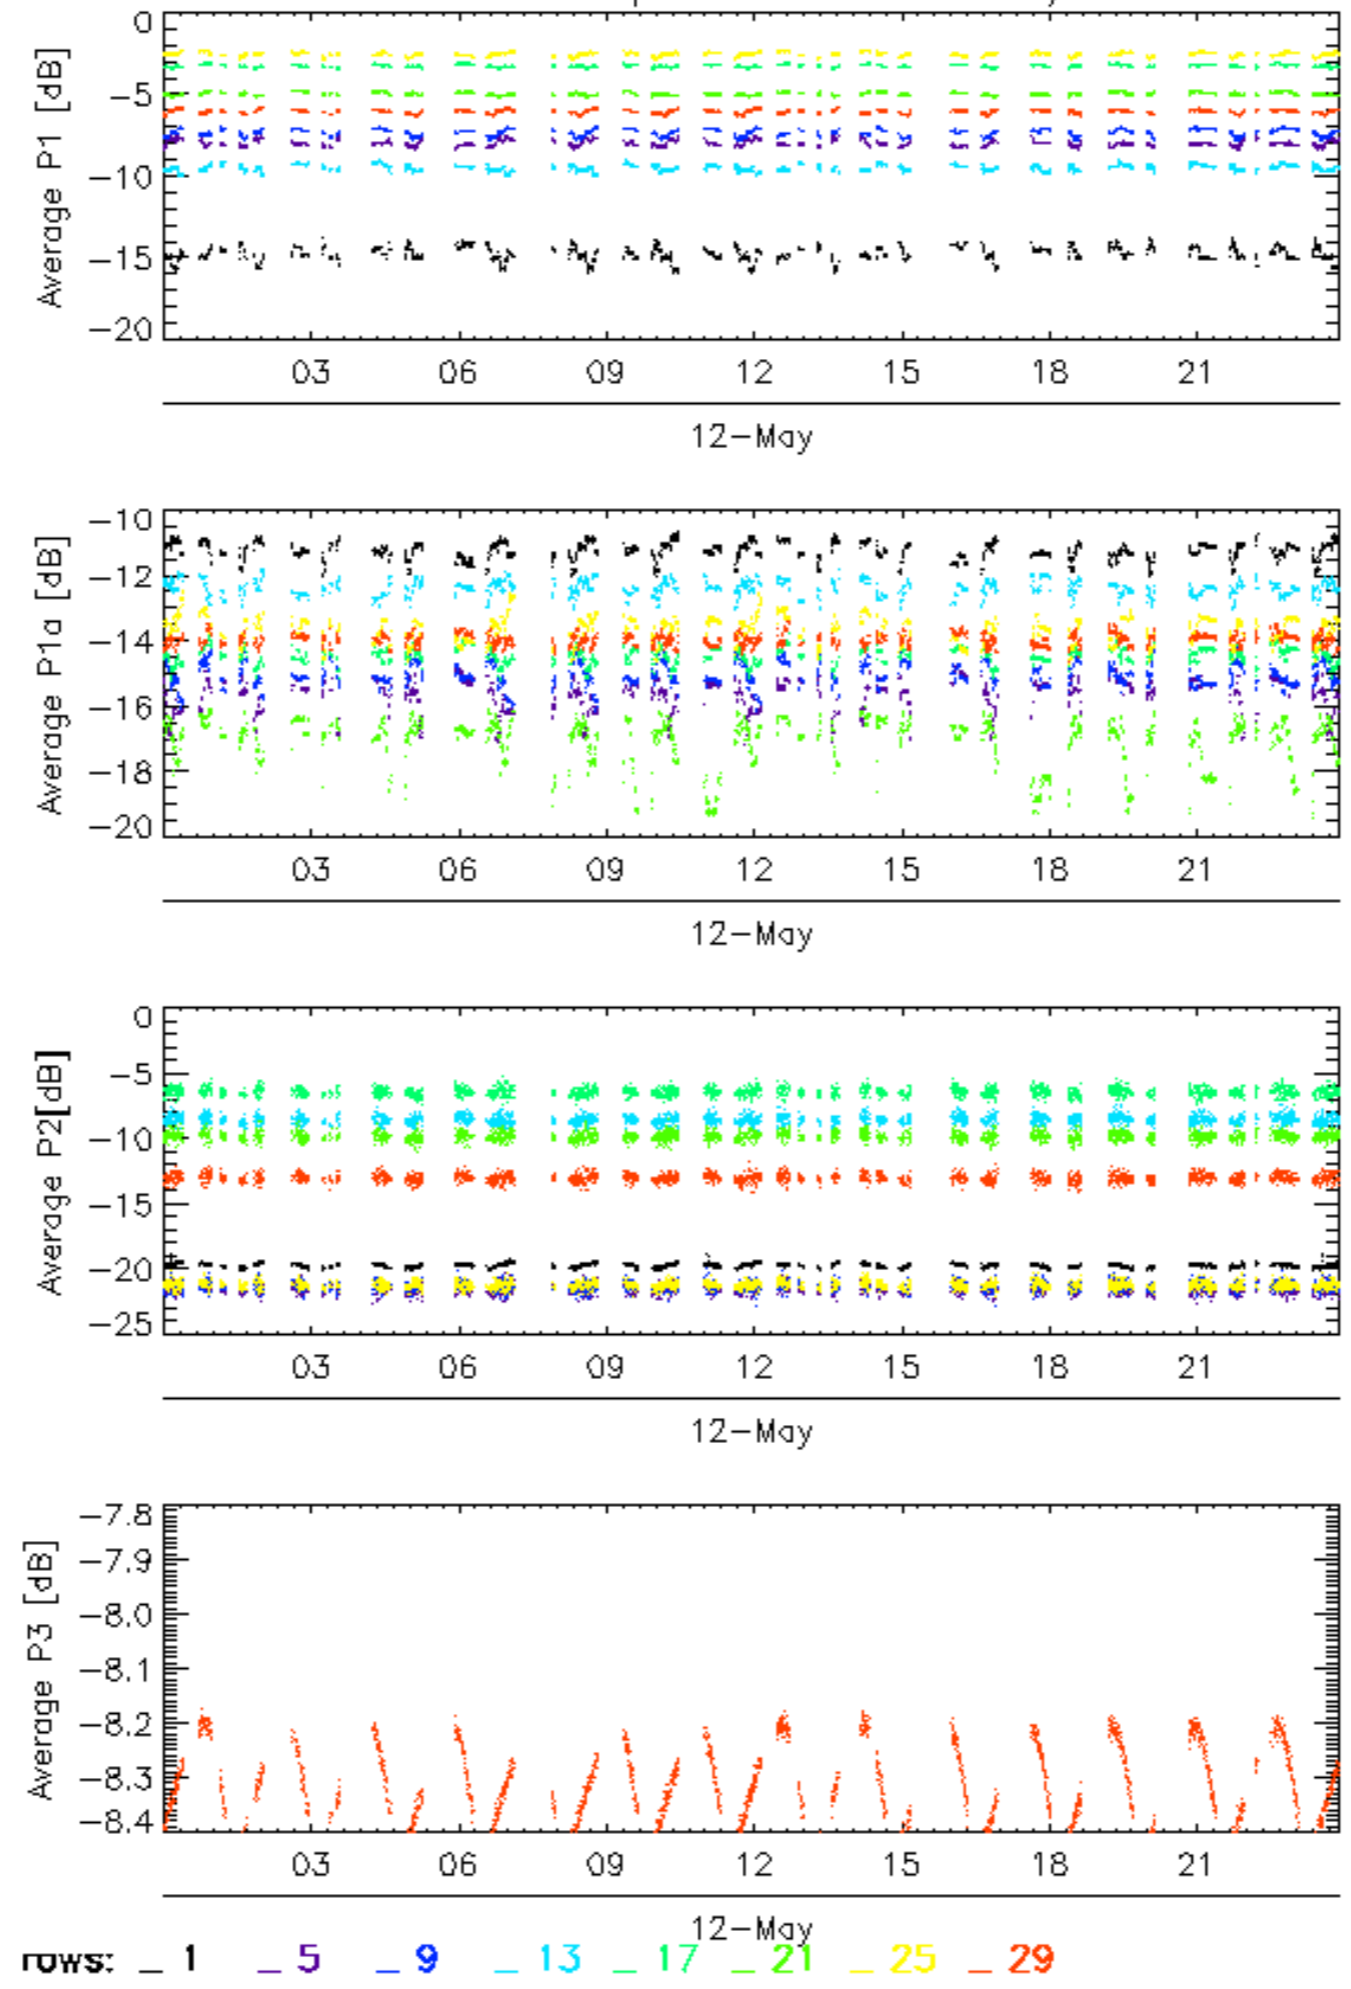 0
−5
−10
−15
−20
Average P1 [dB]
03 06 09 12 15 18 21
12−May
−10
−12
−14
−16
−18
−20
Average P1a [dB]
03 06 09 12 15 18 21
12−May
0
−5
−10
−15
−20
−25
Average P2[dB]
03 06 09 12 15 18 21
12−May
−7.8
−7.9
−8.0
−8.1
−8.2
−8.3
−8.4
Average P3 [dB]
03 06 09 12 15 18 21
12−May
rows: _ 1 _ 5 _ 9 _ 13 _ 17 _ 21 _ 25 _ 29